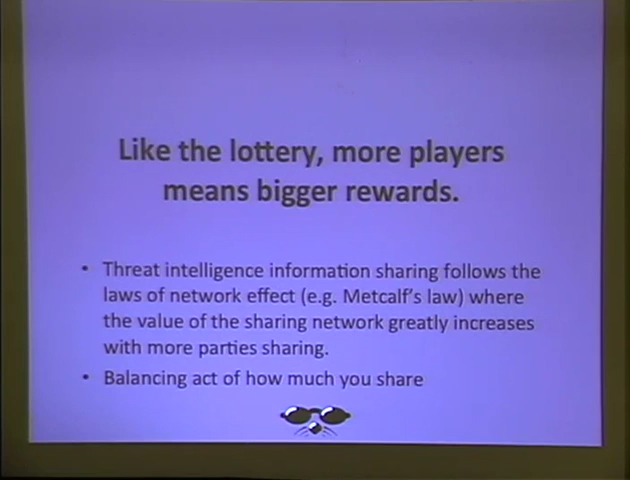 Like the lottery, more players
means bigger rewards.
• Threat intelligence information sharing follows the
laws of network effect (e.g. Metcalf's law) where
the value of the sharing network greatly increases
with more parties sharing.
• Balancing act of how much you share